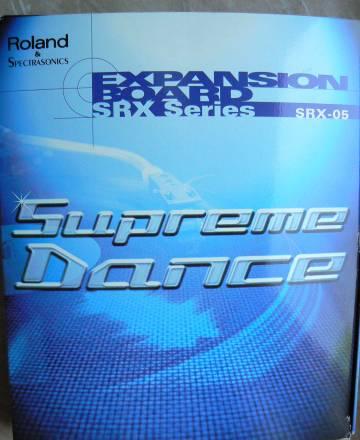 Roland
&
SPECTRASONICS
EXPANSION
BOARD
SRX Series
SRX-05
Supreme
Dance